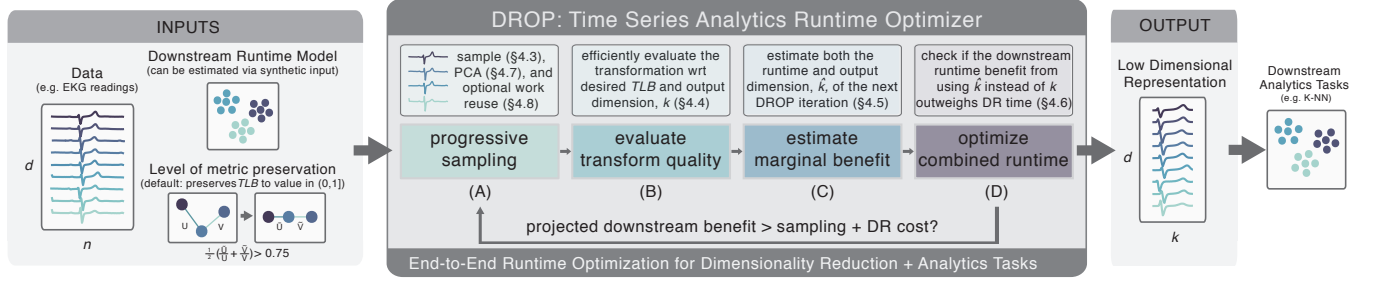 INPUTS
Data
(e.g. EKG readings)
d
n
Downstream Runtime Model
(can be estimated via synthetic input)
Level of metric preservation
(default: preserves TLB to value in (0,1])
U
V
Ũ
Ṽ
½(Ũ/U + Ṽ/V) > 0.75
DROP: Time Series Analytics Runtime Optimizer
sample (§4.3),
PCA (§4.7), and
optional work
reuse (§4.8)
progressive
sampling
(A)
efficiently evaluate the
transformation wrt
desired TLB and output
dimension, k (§4.4)
evaluate
transform quality
(B)
estimate both the
runtime and output
dimension, k̂, of the next
DROP iteration (§4.5)
estimate
marginal benefit
(C)
check if the downstream
runtime benefit from
using k̂ instead of k
outweighs DR time (§4.6)
optimize
combined runtime
(D)
projected downstream benefit > sampling + DR cost?
End-to-End Runtime Optimization for Dimensionality Reduction + Analytics Tasks
OUTPUT
Low Dimensional
Representation
d
k
Downstream
Analytics Tasks
(e.g. K-NN)